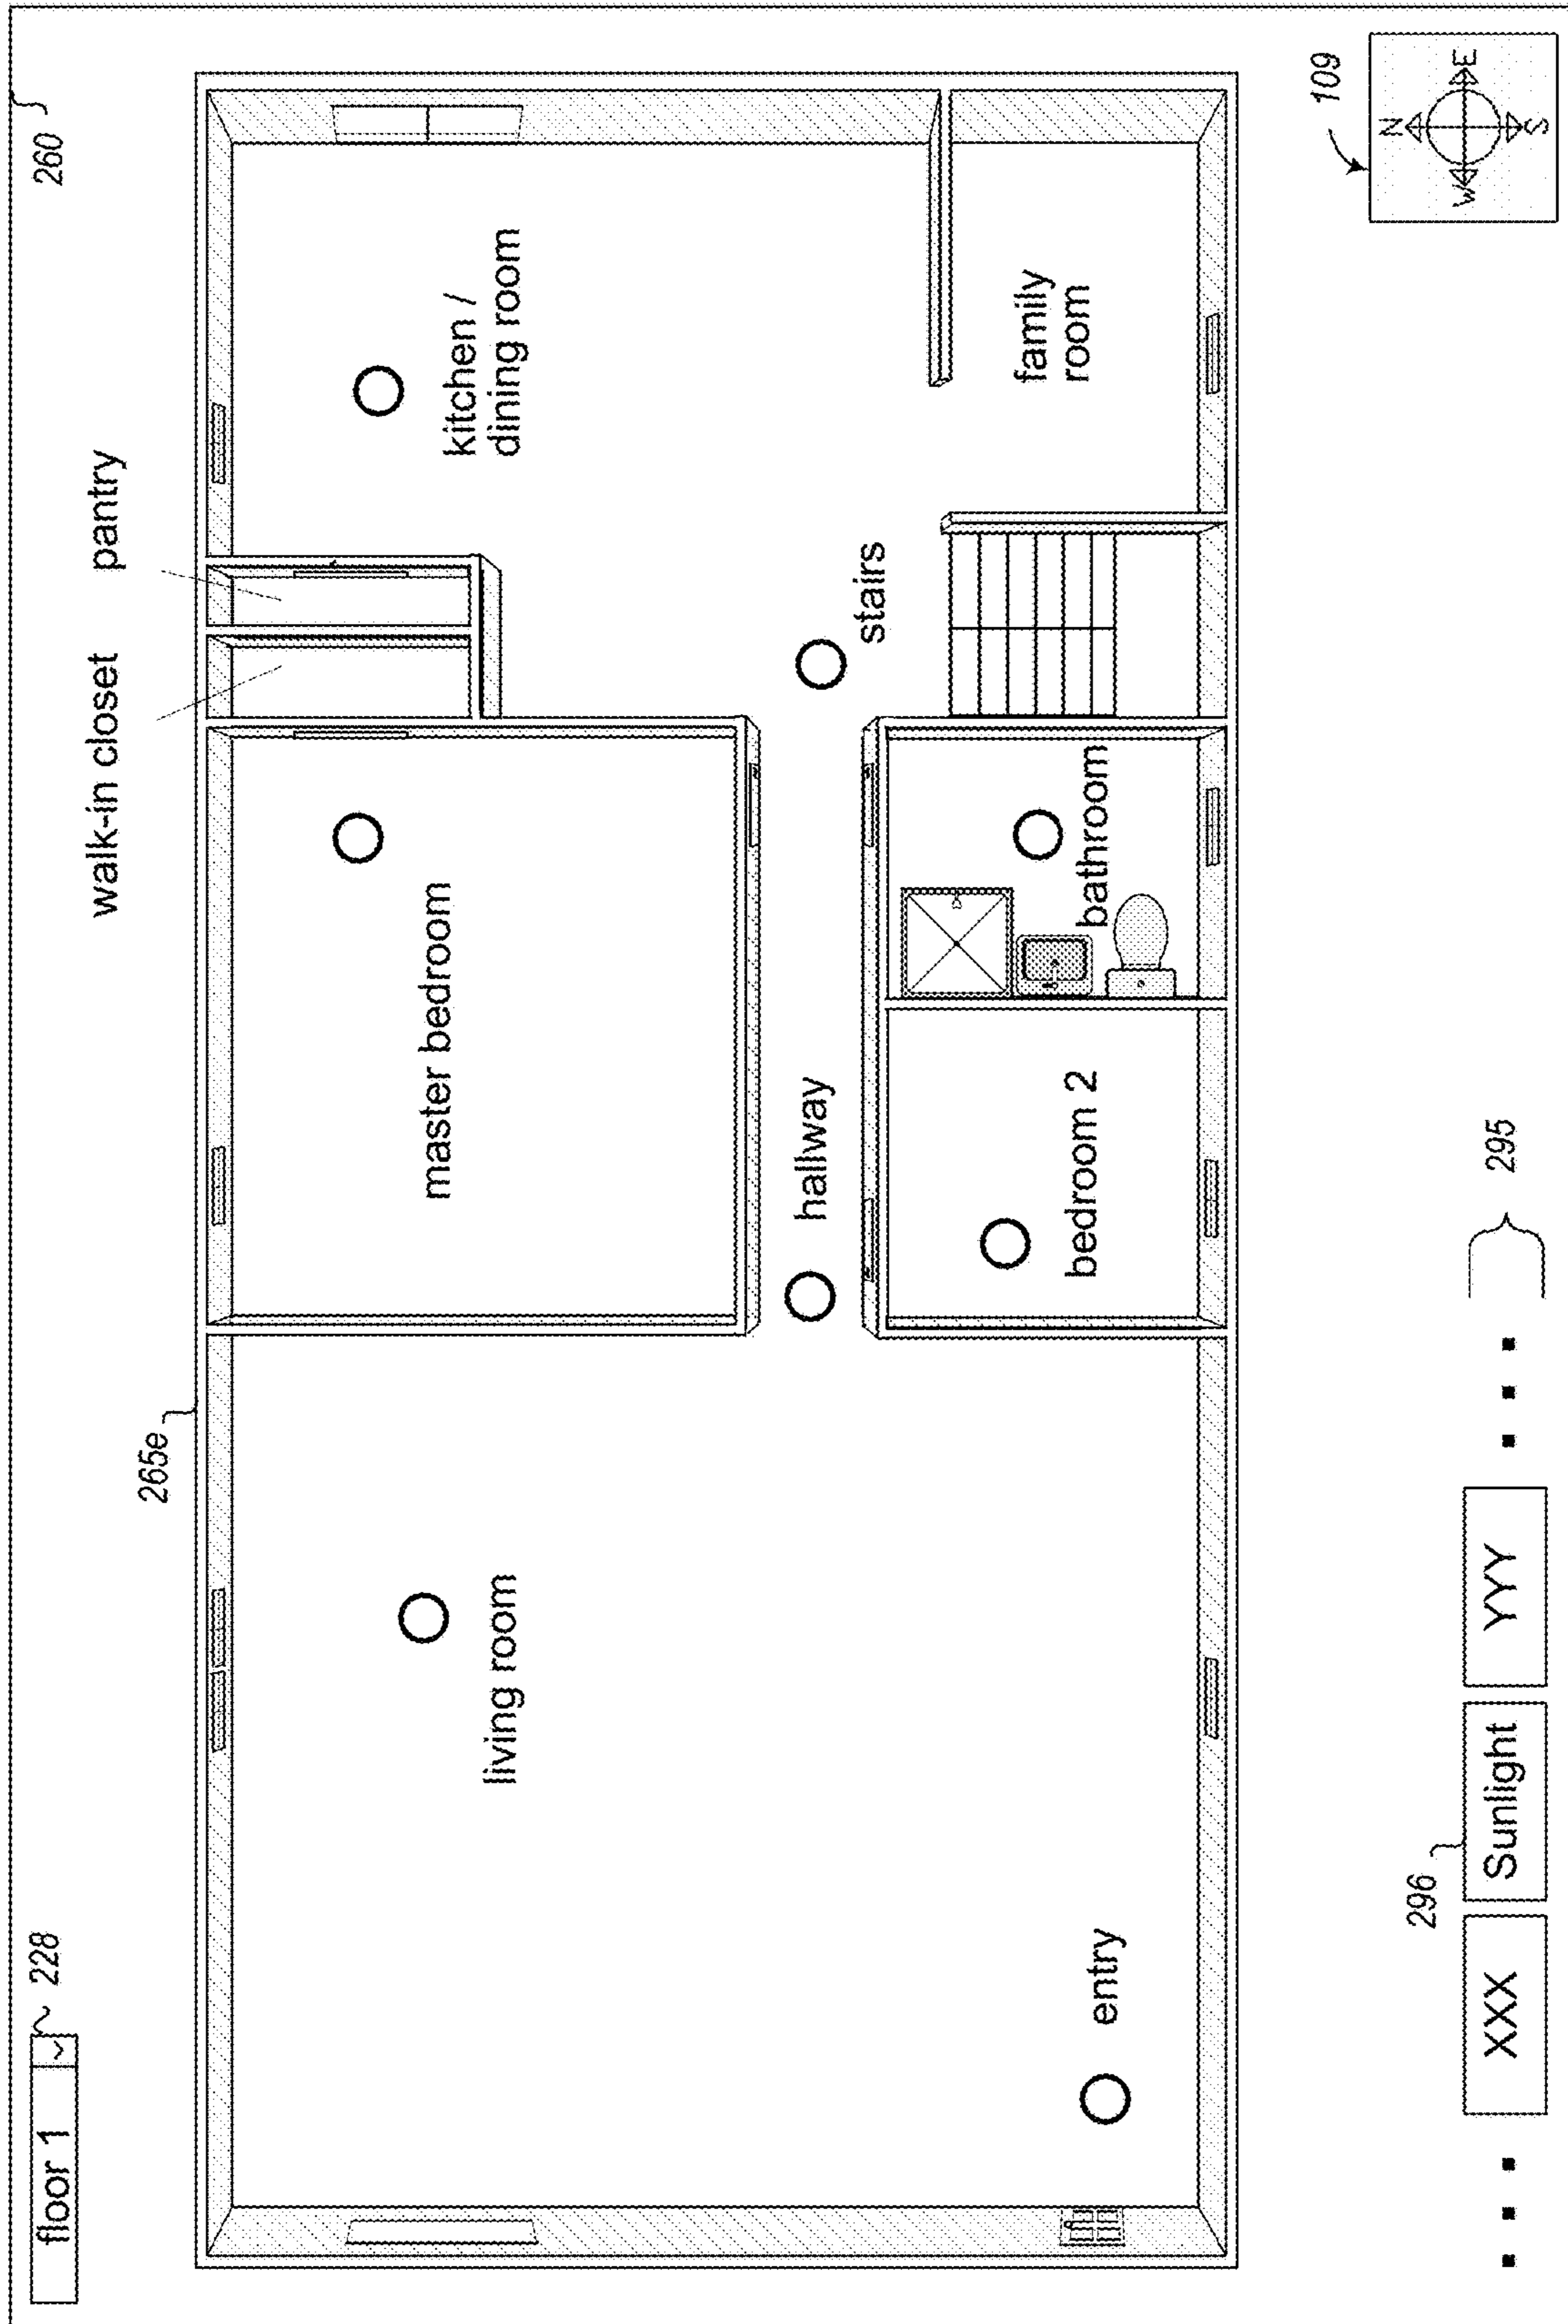 floor 1
228
260
walk-in closet
pantry
265e
master bedroom
kitchen /
dining room
living room
hallway
stairs
family
room
entry
bedroom 2
bathroom
109
N
W
E
S
296
XXX
Sunlight
YYY
295